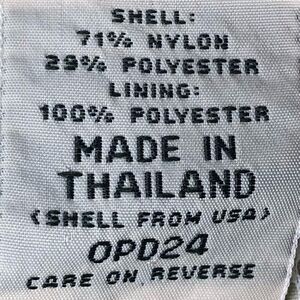 SHELL:
71% NYLON
29% POLYESTER
LINING:
100% POLYESTER
MADE IN
THAILAND
(SHELL FROM USA)
OPD24
CARE ON REVERSE